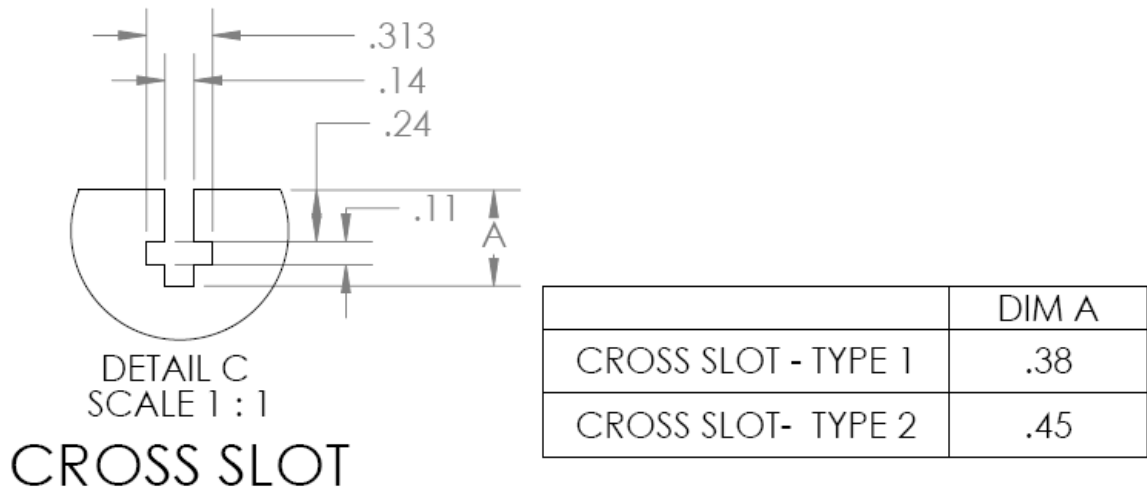 .313
.14
.24
.11
A
DETAIL C
SCALE 1 : 1
CROSS SLOT
DIM A
CROSS SLOT - TYPE 1 .38
CROSS SLOT- TYPE 2 .45